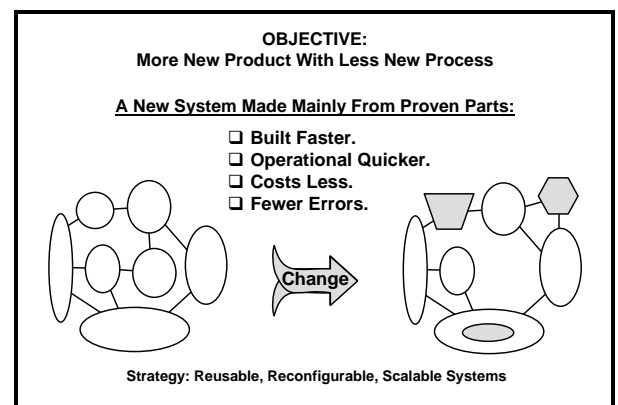 OBJECTIVE:
More New Product With Less New Process
A New System Made Mainly From Proven Parts:
❑ Built Faster.
❑ Operational Quicker.
❑ Costs Less.
❑ Fewer Errors.
Change
Strategy: Reusable, Reconfigurable, Scalable Systems